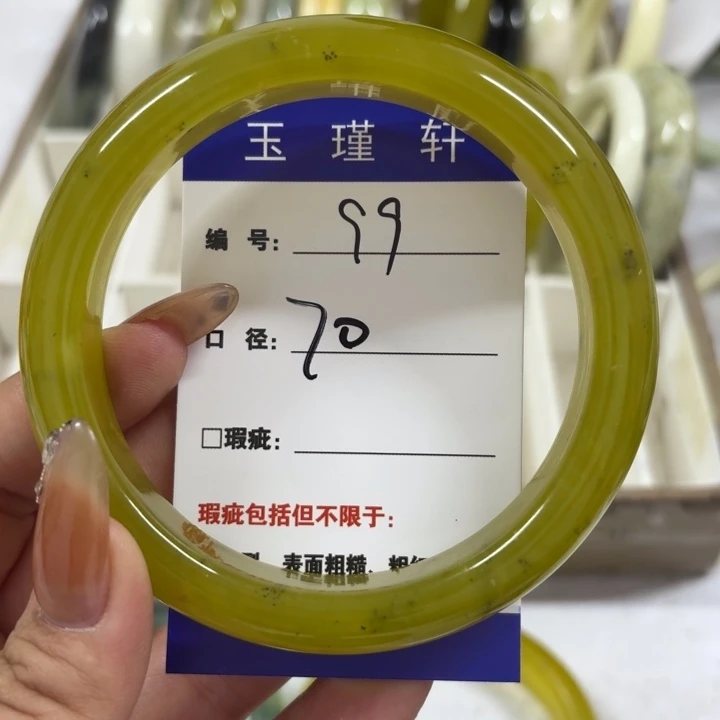 玉瑾轩
编号: 99
口径: 70
□瑕疵:
瑕疵包括但不限于:
表面粗糙,